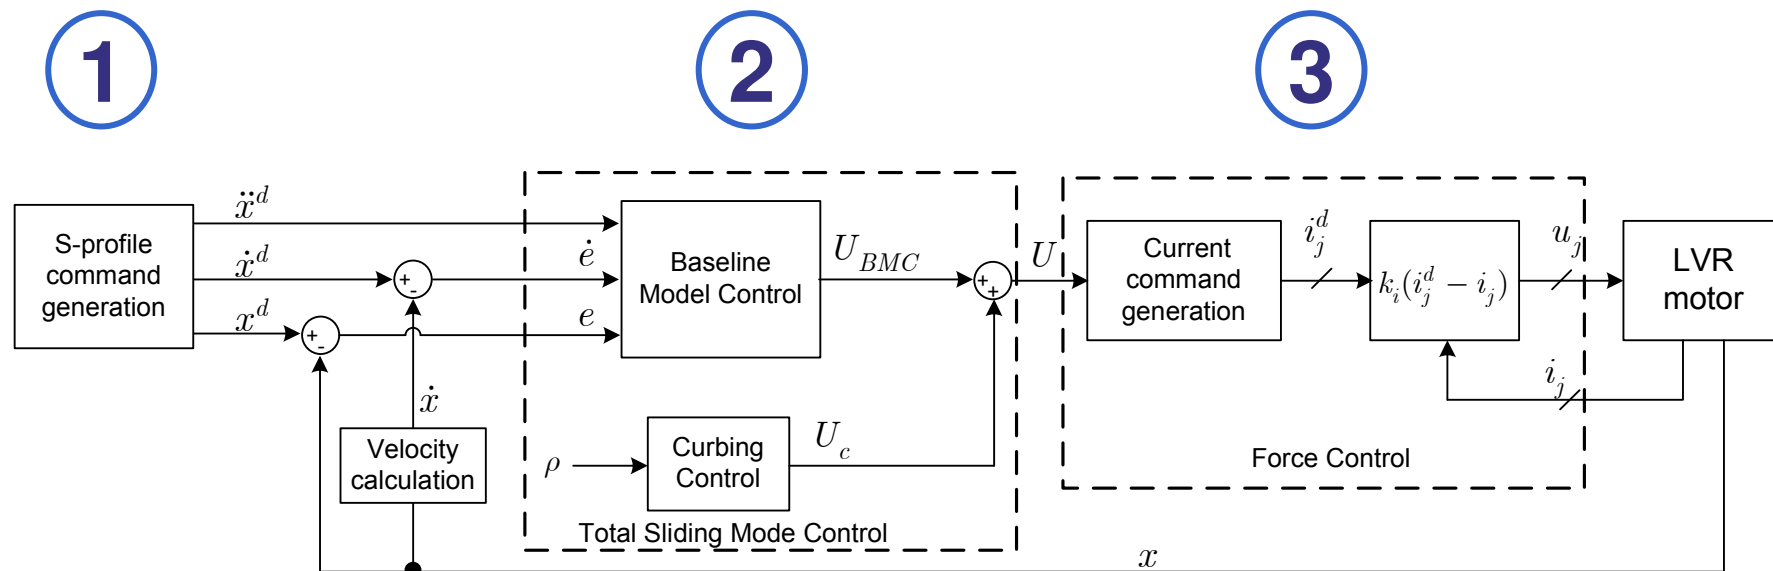 1
2
3
ẍ^d
S-profile
command
generation
ẋ^d
x^d
+
-
+
-
ė
e
Baseline
Model Control
U_BMC
+
+
U
Current
command
generation
i_j^d
k_i(i_j^d − i_j)
u_j
LVR
motor
i_j
ẋ
Velocity
calculation
ρ
Curbing
Control
U_c
Total Sliding Mode Control
Force Control
x